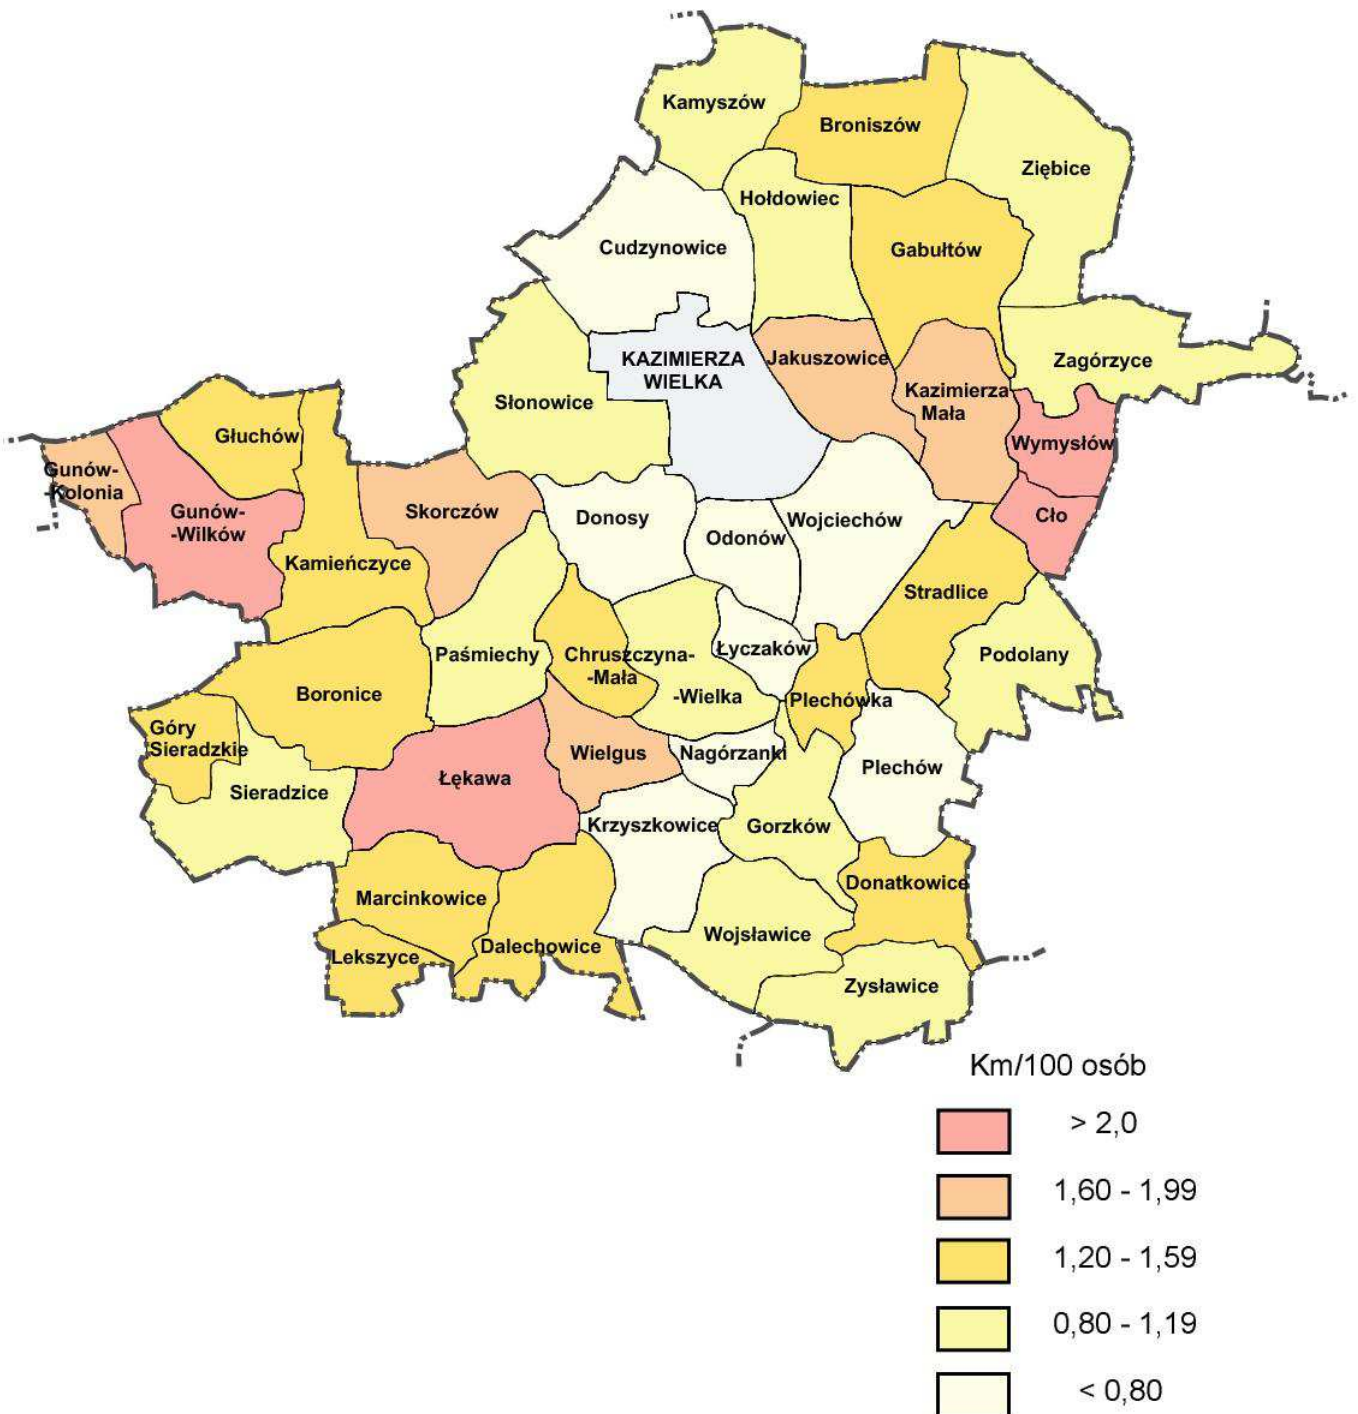 Kamyszów
Broniszów
Ziębice
Hołdowiec
Cudzynowice
Gabułtów
KAZIMIERZA
WIELKA
Jakuszowice
Zagórzyce
Kazimierza
Mała
Słonowice
Głuchów
Wymysłów
Gunów-
-Kolonia
Gunów-
-Wilków
Skorczów
Donosy
Odonów
Wojciechów
Cło
Kamieńczyce
Stradlice
Paśmiechy
Chruszczyna-
-Mała
-Wielka
Łyczaków
Podolany
Boronice
Plechówka
Góry
Sieradzkie
Wielgus
Nagórzanki
Plechów
Łękawa
Sieradzice
Krzyszkowice
Gorzków
Donatkowice
Marcinkowice
Wojsławice
Dalechowice
Lekszyce
Zysławice
Km/100 osób
> 2,0
1,60 - 1,99
1,20 - 1,59
0,80 - 1,19
< 0,80